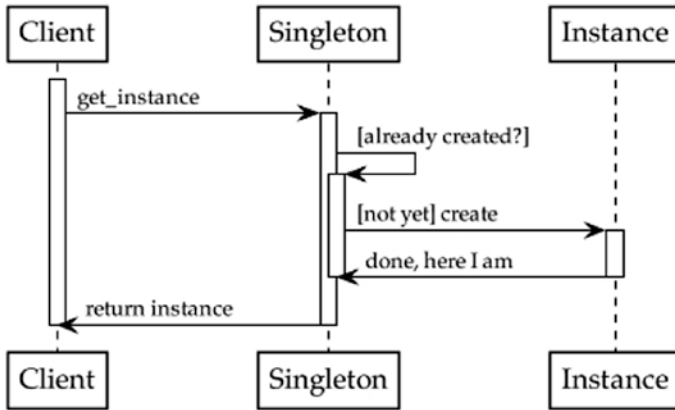 Client Singleton Instance
get_instance
[already created?]
[not yet] create
done, here I am
return instance
Client Singleton Instance